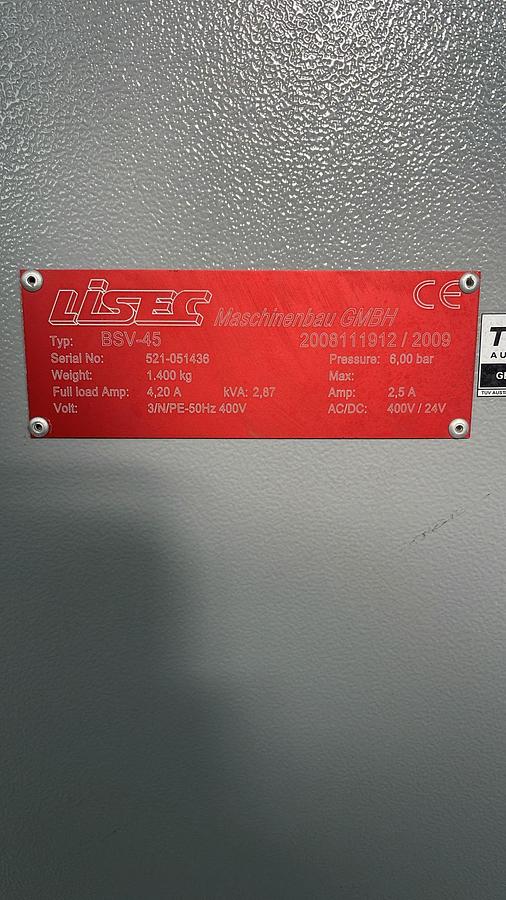 LiSEC Maschinenbau GMBH CE
Typ: BSV-45 2008111912 / 2009
Serial No: 521-051436 Pressure: 6,00 bar
Weight: 1.400 kg Max:
Full load Amp: 4,20 A kVA: 2,87 Amp: 2,5 A
Volt: 3/N/PE-50Hz 400V AC/DC: 400V / 24V